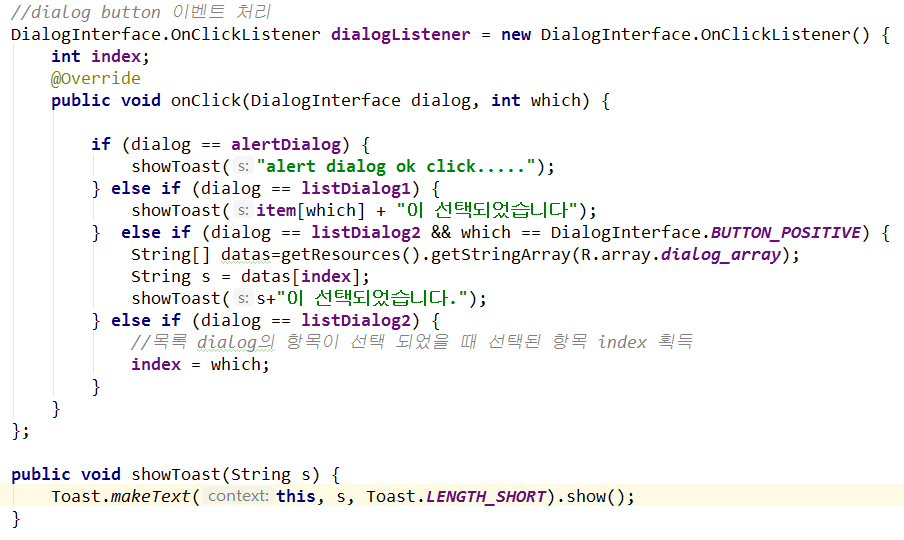 //dialog button 이벤트 처리
DialogInterface.OnClickListener dialogListener = new DialogInterface.OnClickListener() {
int index;
@Override
public void onClick(DialogInterface dialog, int which) {
if (dialog == alertDialog) {
showToast( s: "alert dialog ok click.....");
} else if (dialog == listDialog1) {
showToast( s: item[which] + "이 선택되었습니다");
}  else if (dialog == listDialog2 && which == DialogInterface.BUTTON_POSITIVE) {
String[] datas=getResources().getStringArray(R.array.dialog_array);
String s = datas[index];
showToast( s: s+"이 선택되었습니다.");
} else if (dialog == listDialog2) {
//목록 dialog의 항목이 선택 되었을 때 선택된 항목 index 획득
index = which;
}
}
};
public void showToast(String s) {
Toast.makeText( context: this, s, Toast.LENGTH_SHORT).show();
}